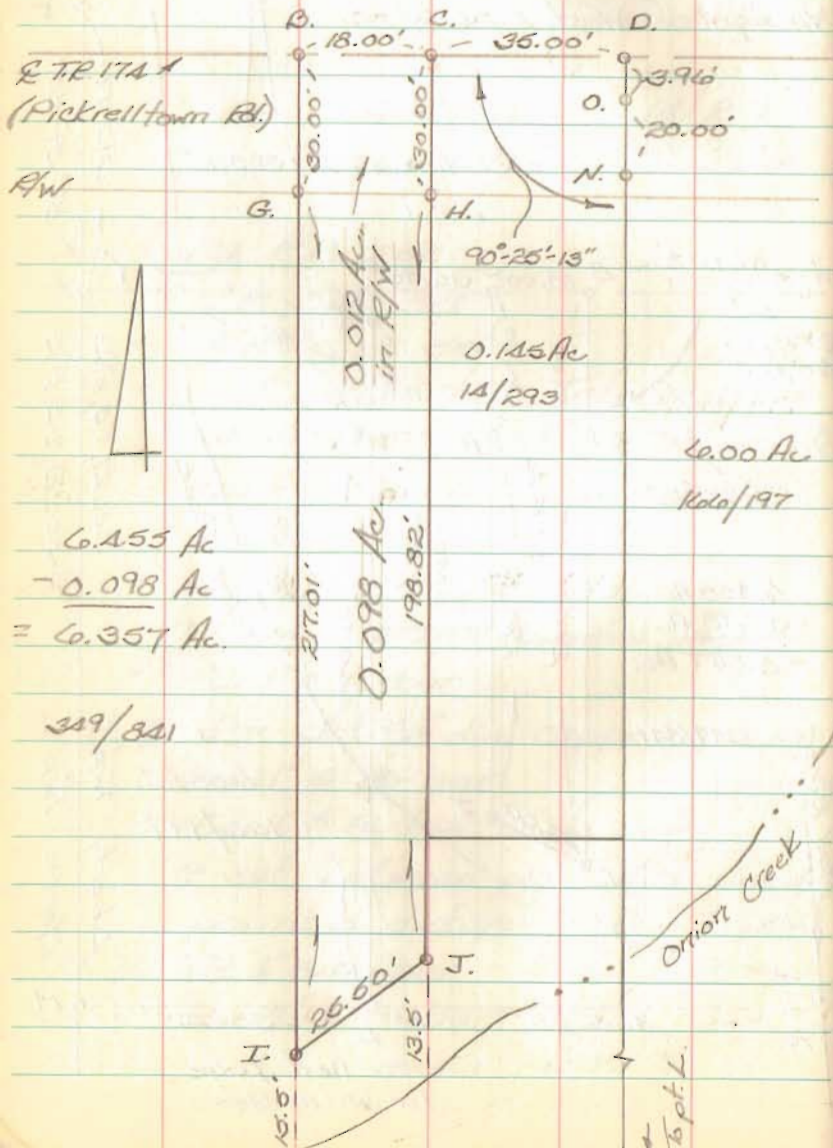 B. C. D.
18.00' 35.00'
℄ T.R. 174
(Pickrelltown Rd.)
3.96'
O.
20.00'
30.00' 30.00'
N.
R/W
G. H.
90°-25'-13"
0.012 Ac.
in R/W
0.145 Ac
14/293
6.00 Ac
166/197
6.455 Ac
- 0.098 Ac
= 6.357 Ac.
217.01'
0.098 Ac.
198.82'
349/841
Onion Creek
J.
25.60'
13.5'
I.
15.5'
To pt. L.